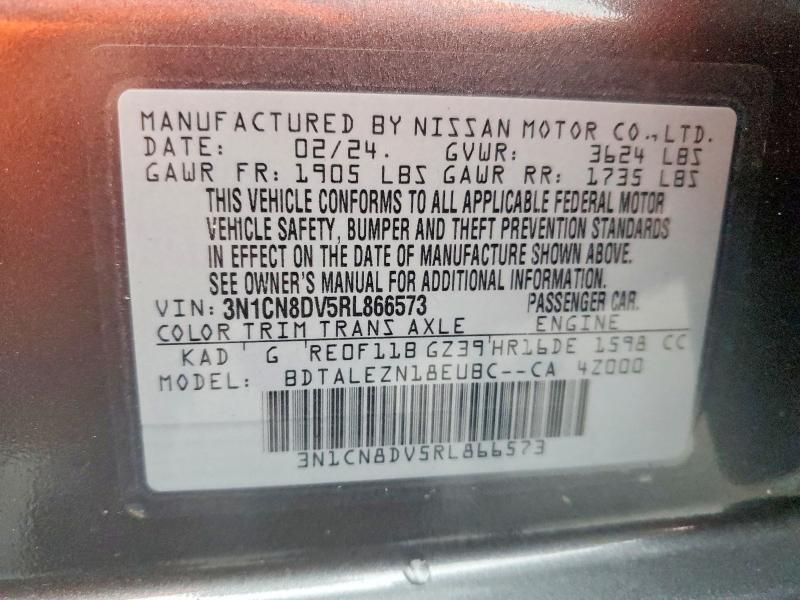 MANUFACTURED BY NISSAN MOTOR CO.,LTD.
DATE: 02/24. GVWR: 3624 LBS
GAWR FR: 1905 LBS GAWR RR: 1735 LBS
THIS VEHICLE CONFORMS TO ALL APPLICABLE FEDERAL MOTOR
VEHICLE SAFETY, BUMPER AND THEFT PREVENTION STANDARDS
IN EFFECT ON THE DATE OF MANUFACTURE SHOWN ABOVE.
SEE OWNER'S MANUAL FOR ADDITIONAL INFORMATION.
VIN: 3N1CN8DV5RL866573 PASSENGER CAR.
COLOR TRIM TRANS AXLE ENGINE
KAD G RE0F11B GZ39 HR16DE 1598 CC
MODEL: BDTALEZN18EUBC--CA 4Z000
3N1CN8DV5RL866573